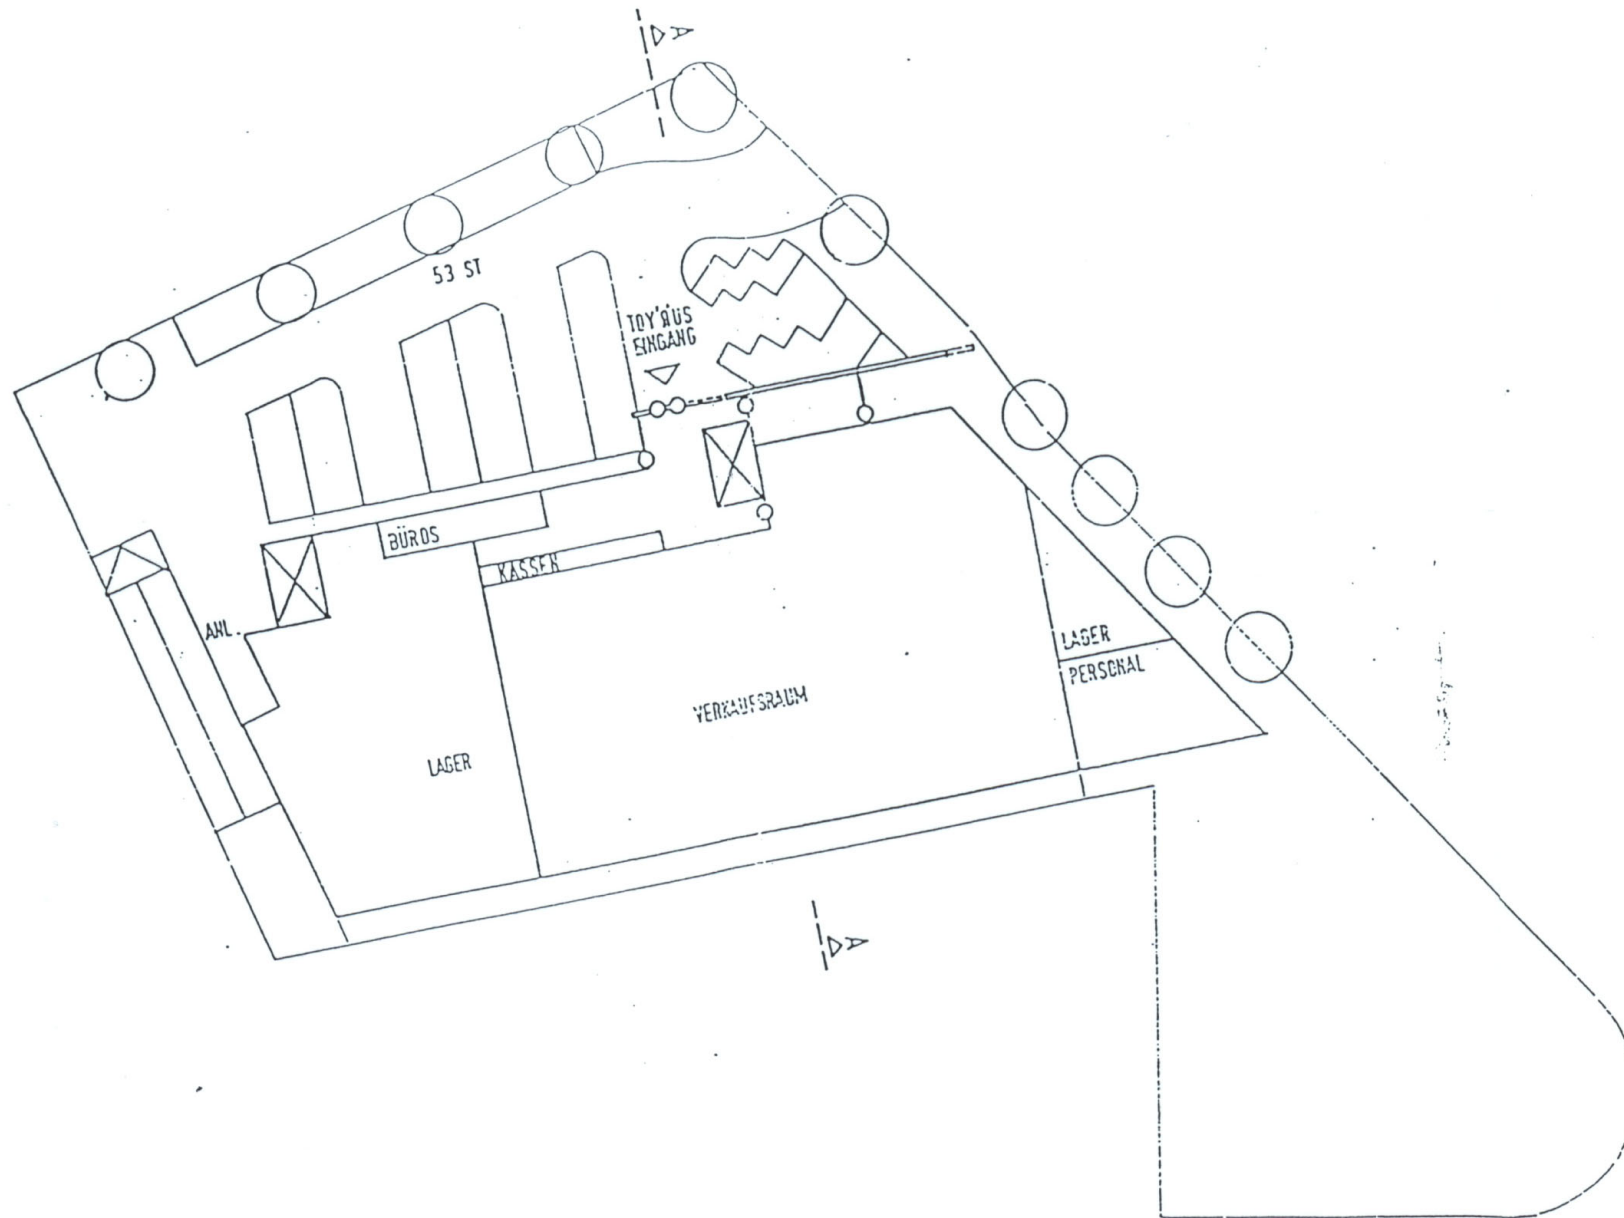 A
53 ST
TOY'RUS
EINGANG
BÜROS
KASSEN
ANL.
LAGER
PERSONAL
VERKAUFSRAUM
LAGER
A